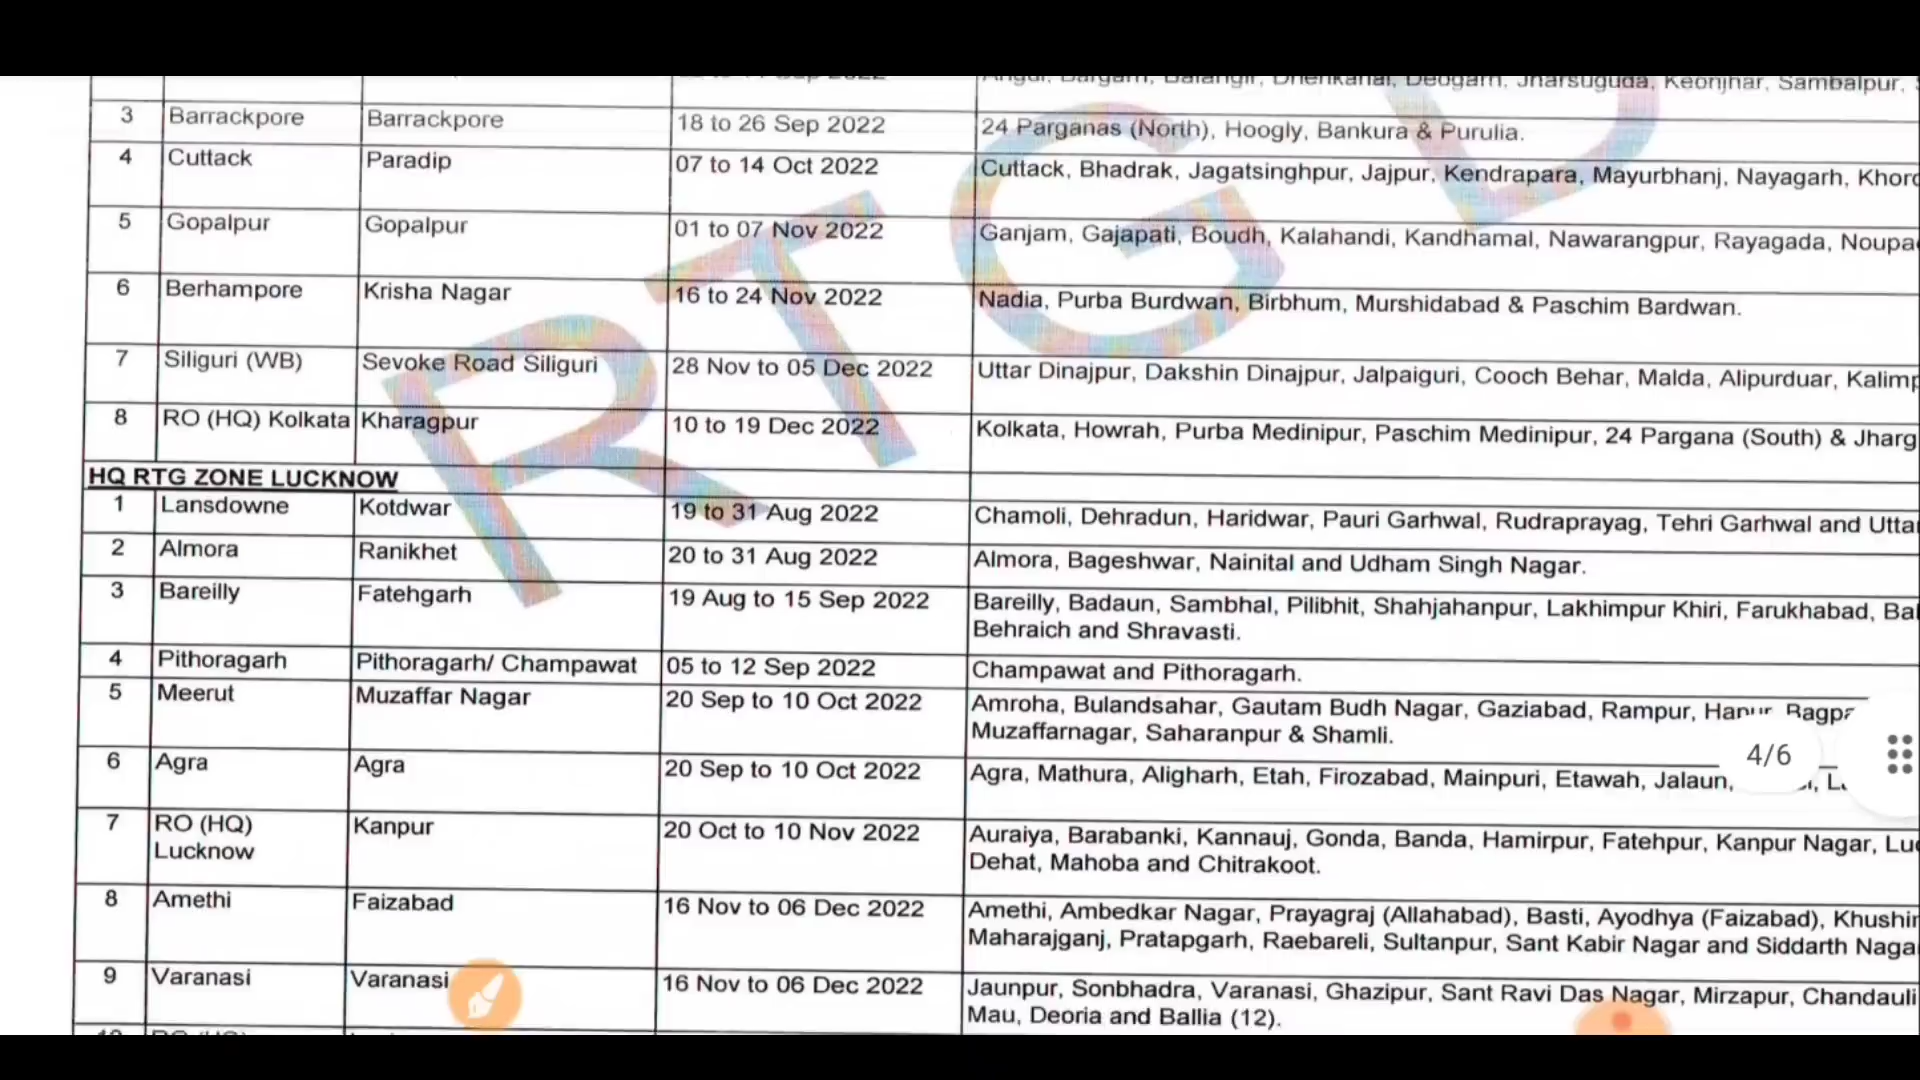 Angul, Bargarh, Balangir, Dhenkanal, Deogarh, Jharsuguda, Keonjhar, Sambalpur,
3 Barrackpore Barrackpore 18 to 26 Sep 2022 24 Parganas (North), Hoogly, Bankura & Purulia.
4 Cuttack Paradip 07 to 14 Oct 2022 Cuttack, Bhadrak, Jagatsinghpur, Jajpur, Kendrapara, Mayurbhanj, Nayagarh,
5 Gopalpur Gopalpur 01 to 07 Nov 2022 Ganjam, Gajapati, Boudh, Kalahandi, Kandhamal, Nawarangpur, Rayagada,
6 Berhampore Krisha Nagar 16 to 24 Nov 2022 Nadia, Purba Burdwan, Birbhum, Murshidabad & Paschim Bardwan.
7 Siliguri (WB) Sevoke Road Siliguri 28 Nov to 05 Dec 2022 Uttar Dinajpur, Dakshin Dinajpur, Jalpaiguri, Cooch Behar, Malda, Alipurduar,
8 RO (HQ) Kolkata Kharagpur 10 to 19 Dec 2022 Kolkata, Howrah, Purba Medinipur, Paschim Medinipur, 24 Pargana (South) &
HQ RTG ZONE LUCKNOW
1 Lansdowne Kotdwar 19 to 31 Aug 2022 Chamoli, Dehradun, Haridwar, Pauri Garhwal, Rudraprayag, Tehri Garhwal and
2 Almora Ranikhet 20 to 31 Aug 2022 Almora, Bageshwar, Nainital and Udham Singh Nagar.
3 Bareilly Fatehgarh 19 Aug to 15 Sep 2022 Bareilly, Badaun, Sambhal, Pilibhit, Shahjahanpur, Lakhimpur Khiri, Farukhabad,
Behraich and Shravasti.
4 Pithoragarh Pithoragarh/ Champawat 05 to 12 Sep 2022 Champawat and Pithoragarh.
5 Meerut Muzaffar Nagar 20 Sep to 10 Oct 2022 Amroha, Bulandsahar, Gautam Budh Nagar, Gaziabad, Rampur,
Muzaffarnagar, Saharanpur & Shamli.
4/6
6 Agra Agra 20 Sep to 10 Oct 2022 Agra, Mathura, Aligharh, Etah, Firozabad, Mainpuri, Etawah, Jalaun,
7 RO (HQ) Lucknow Kanpur 20 Oct to 10 Nov 2022 Auraiya, Barabanki, Kannauj, Gonda, Banda, Hamirpur, Fatehpur, Kanpur Nagar,
Dehat, Mahoba and Chitrakoot.
8 Amethi Faizabad 16 Nov to 06 Dec 2022 Amethi, Ambedkar Nagar, Prayagraj (Allahabad), Basti, Ayodhya (Faizabad),
Maharajganj, Pratapgarh, Raebareli, Sultanpur, Sant Kabir Nagar and Siddarth
9 Varanasi Varanasi 16 Nov to 06 Dec 2022 Jaunpur, Sonbhadra, Varanasi, Ghazipur, Sant Ravi Das Nagar, Mirzapur, Chandauli
Mau, Deoria and Ballia (12).
RTG